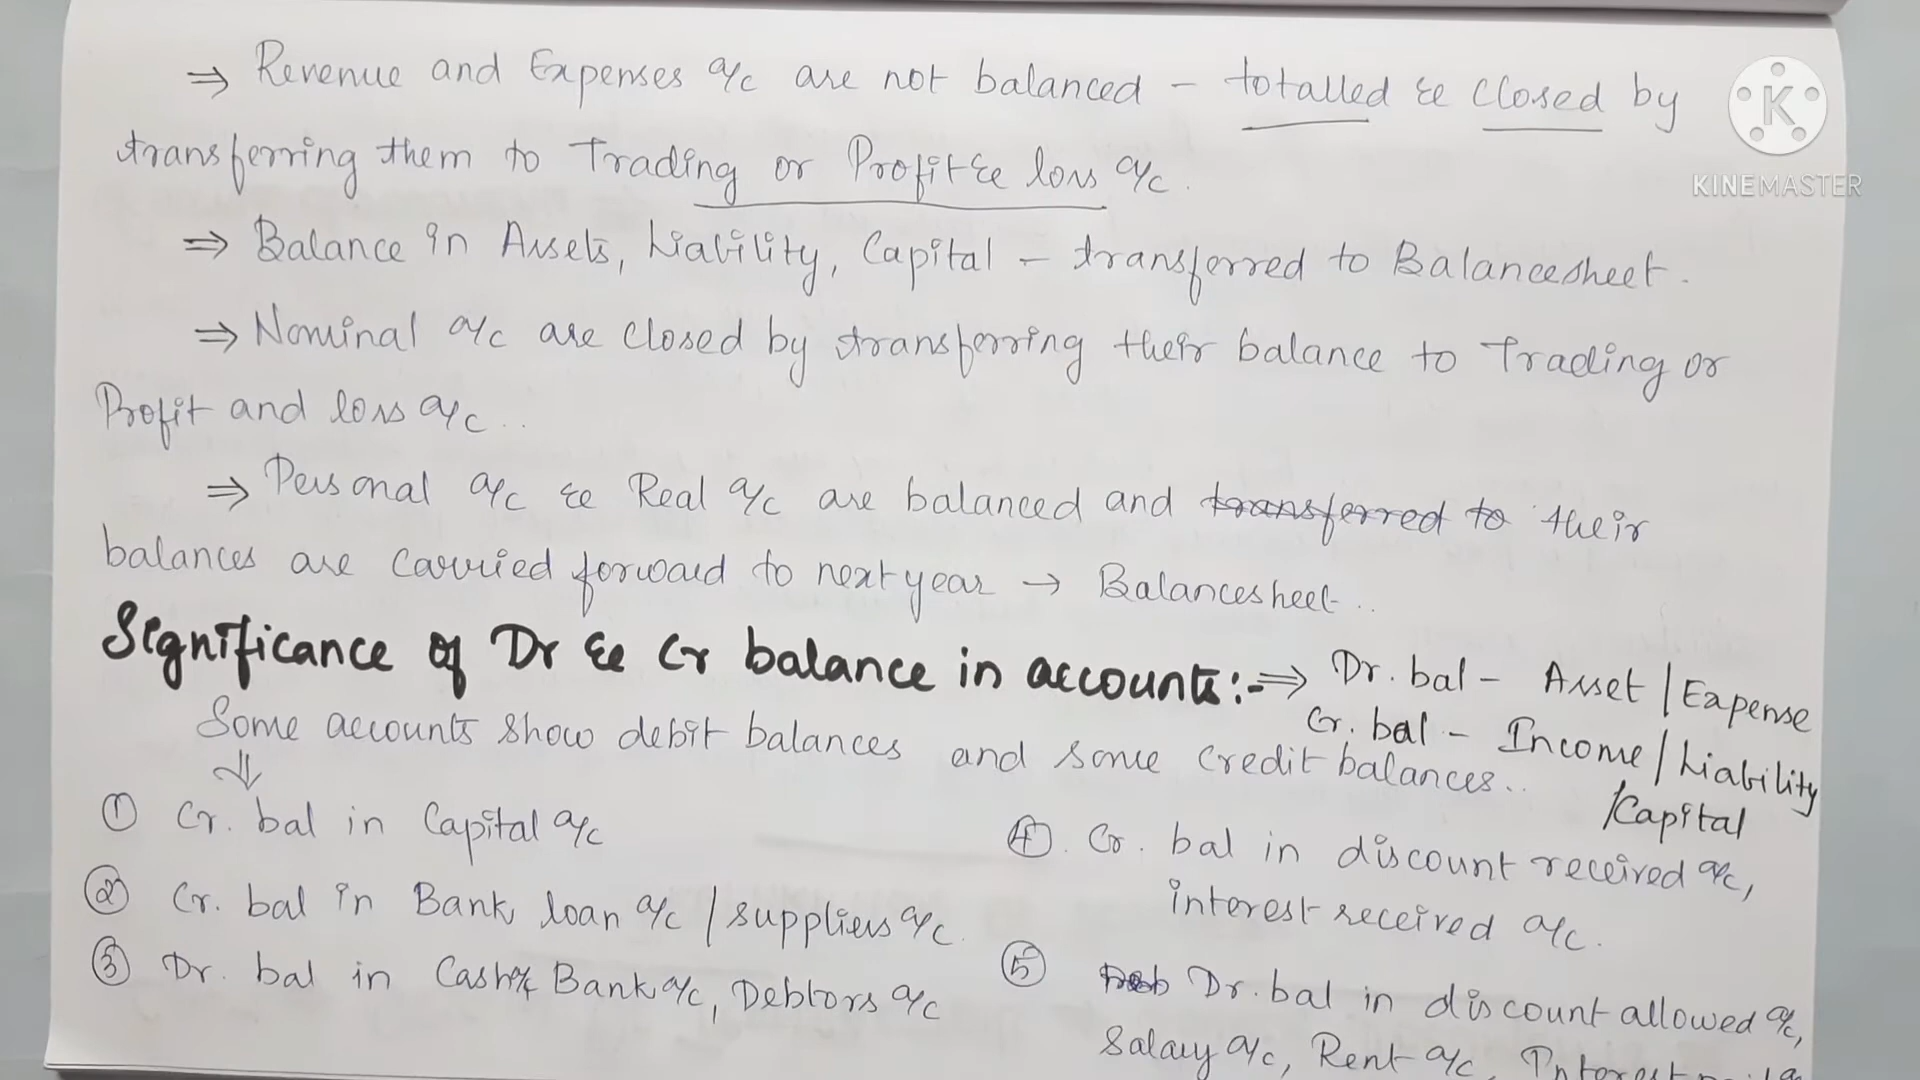 ⇒ Revenue and Expenses a/c are not balanced - totalled & closed by
transferring them to Trading or Profit & loss a/c.
⇒ Balance in Assets, Liability, Capital - transferred to Balancesheet.
⇒ Nominal a/c are closed by transferring their balance to Trading or
Profit and loss a/c..
⇒ Personal a/c & Real a/c are balanced and transferred to their
balances are carried forward to next year → Balancesheet..
Significance of Dr & Cr balance in accounts:- ⇒ Dr. bal - Asset / Expense
Cr. bal - Income / Liability
/Capital
Some accounts show debit balances and some credit balances..
⇓
① Cr. bal in Capital a/c
② Cr. bal in Bank loan a/c / suppliers a/c.
③ Dr. bal in Cash a/c Bank a/c, Debtors a/c
④. Cr. bal in discount received a/c,
interest received a/c.
⑤ Dr. bal in discount allowed a/c,
Salary a/c, Rent a/c,
K
KINEMASTER